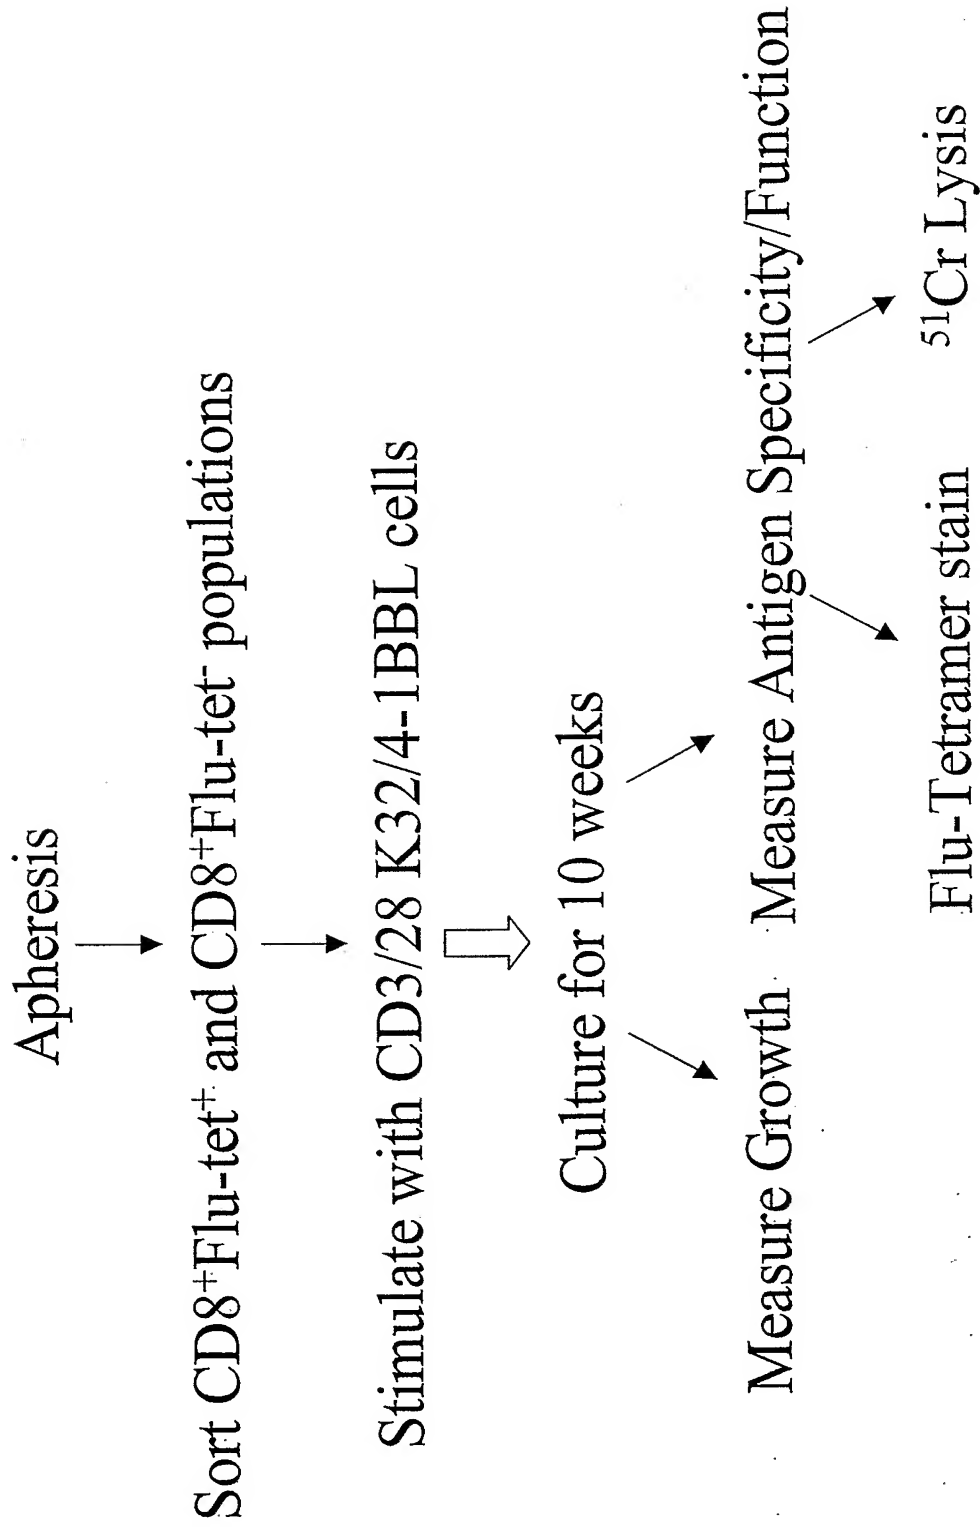 Apheresis
Sort CD8⁺Flu-tet⁺ and CD8⁺Flu-tet⁻ populations
Stimulate with CD3/28 K32/4-1BBL cells
Culture for 10 weeks
Measure Growth Measure Antigen Specificity/Function
Flu-Tetramer stain ⁵¹Cr Lysis